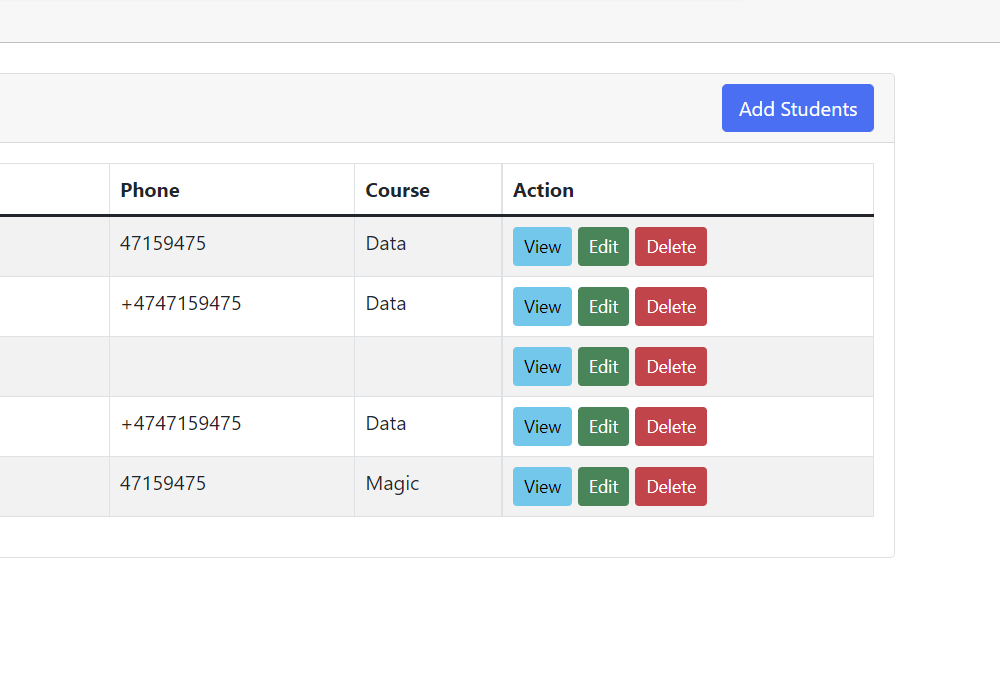 Add Students
Phone Course Action
47159475 Data View Edit Delete
+4747159475 Data View Edit Delete
View Edit Delete
+4747159475 Data View Edit Delete
47159475 Magic View Edit Delete